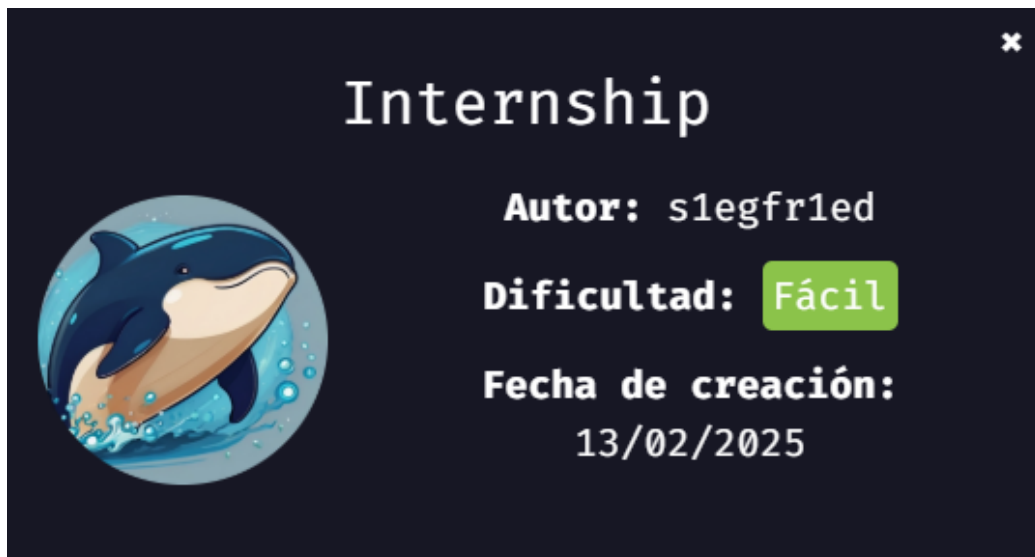 Internship
Autor: s1egfr1ed
Dificultad: Fácil
Fecha de creación:
13/02/2025